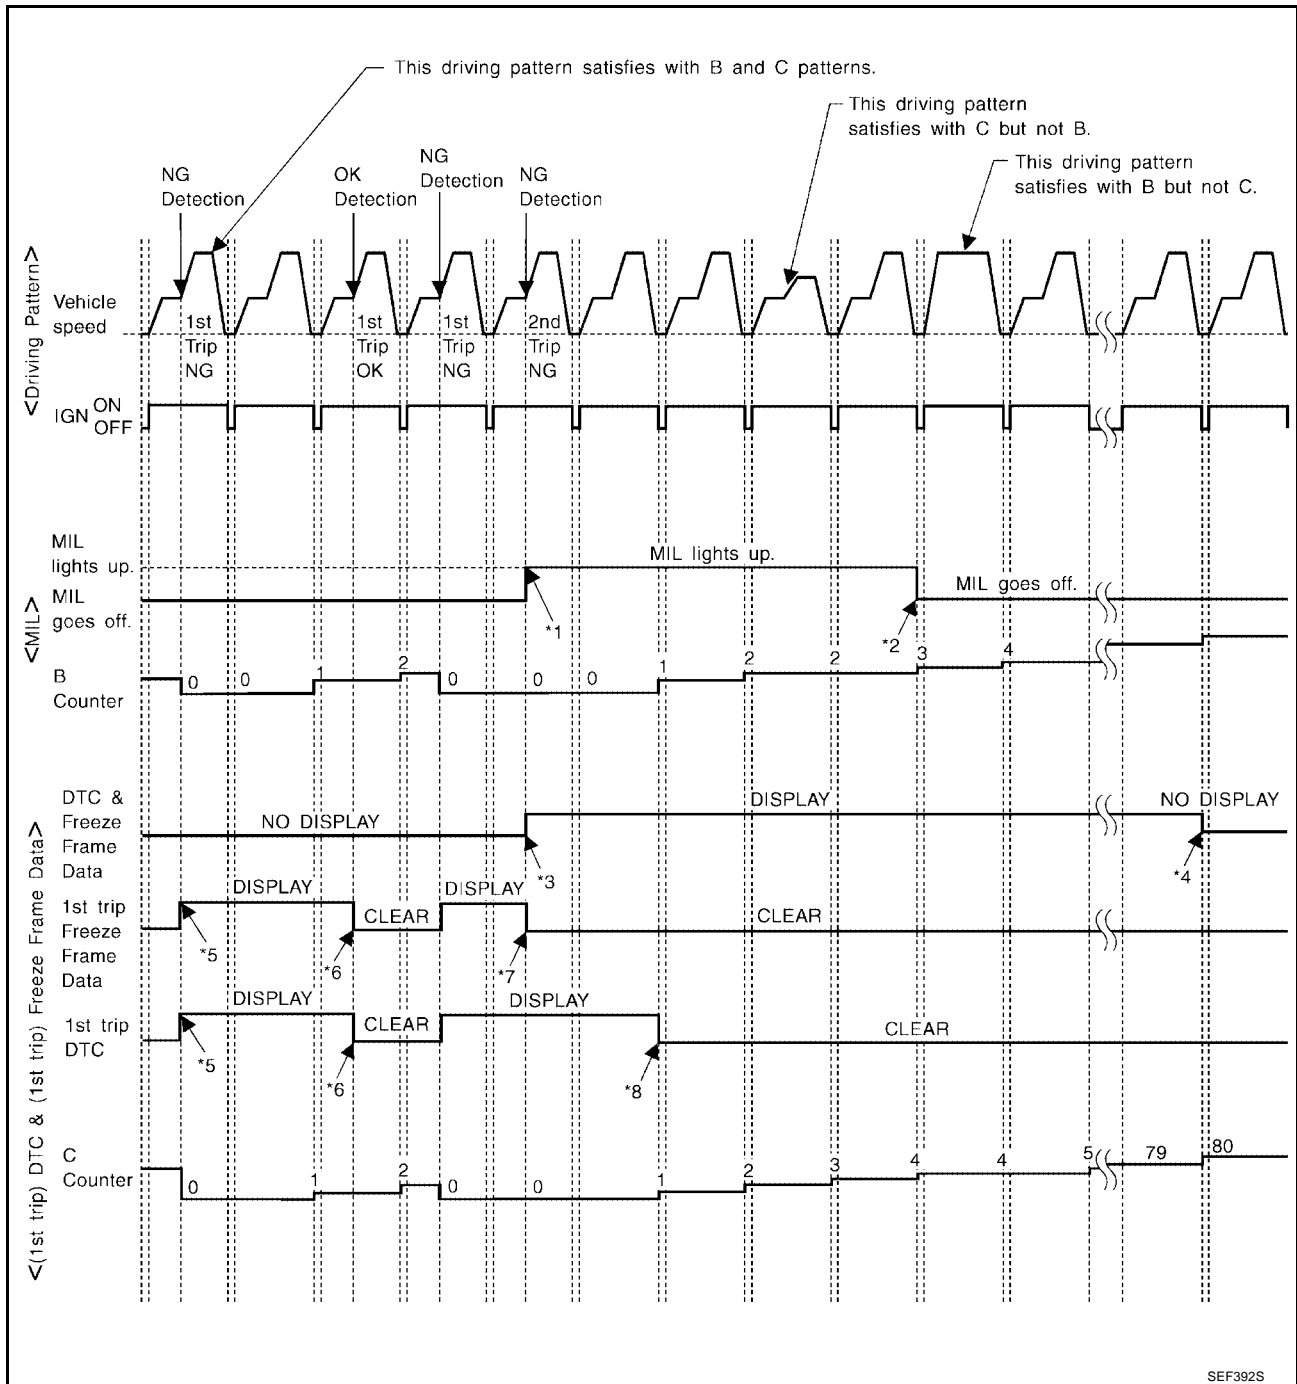 This driving pattern satisfies with B and C patterns.
This driving pattern
satisfies with C but not B.
This driving pattern
satisfies with B but not C.
NG
Detection
OK
Detection
NG
Detection
NG
Detection
<Driving Pattern>
Vehicle
speed
1st
Trip
NG
1st
Trip
OK
1st
Trip
NG
2nd
Trip
NG
IGN ON
OFF
<MIL>
MIL
lights up.
MIL
goes off.
MIL lights up.
MIL goes off.
*1
*2
B
Counter
0 0 1 2 0 0 0 1 2 2 3 4
<(1st trip) DTC & (1st trip) Freeze Frame Data>
DTC &
Freeze
Frame
Data
NO DISPLAY
DISPLAY
NO DISPLAY
*3
*4
1st trip
Freeze
Frame
Data
DISPLAY
CLEAR
DISPLAY
CLEAR
*5
*6
*7
1st trip
DTC
DISPLAY
CLEAR
DISPLAY
CLEAR
*5
*6
*8
C
Counter
0 1 2 0 0 1 2 3 4 4 5 79 80
SEF392S